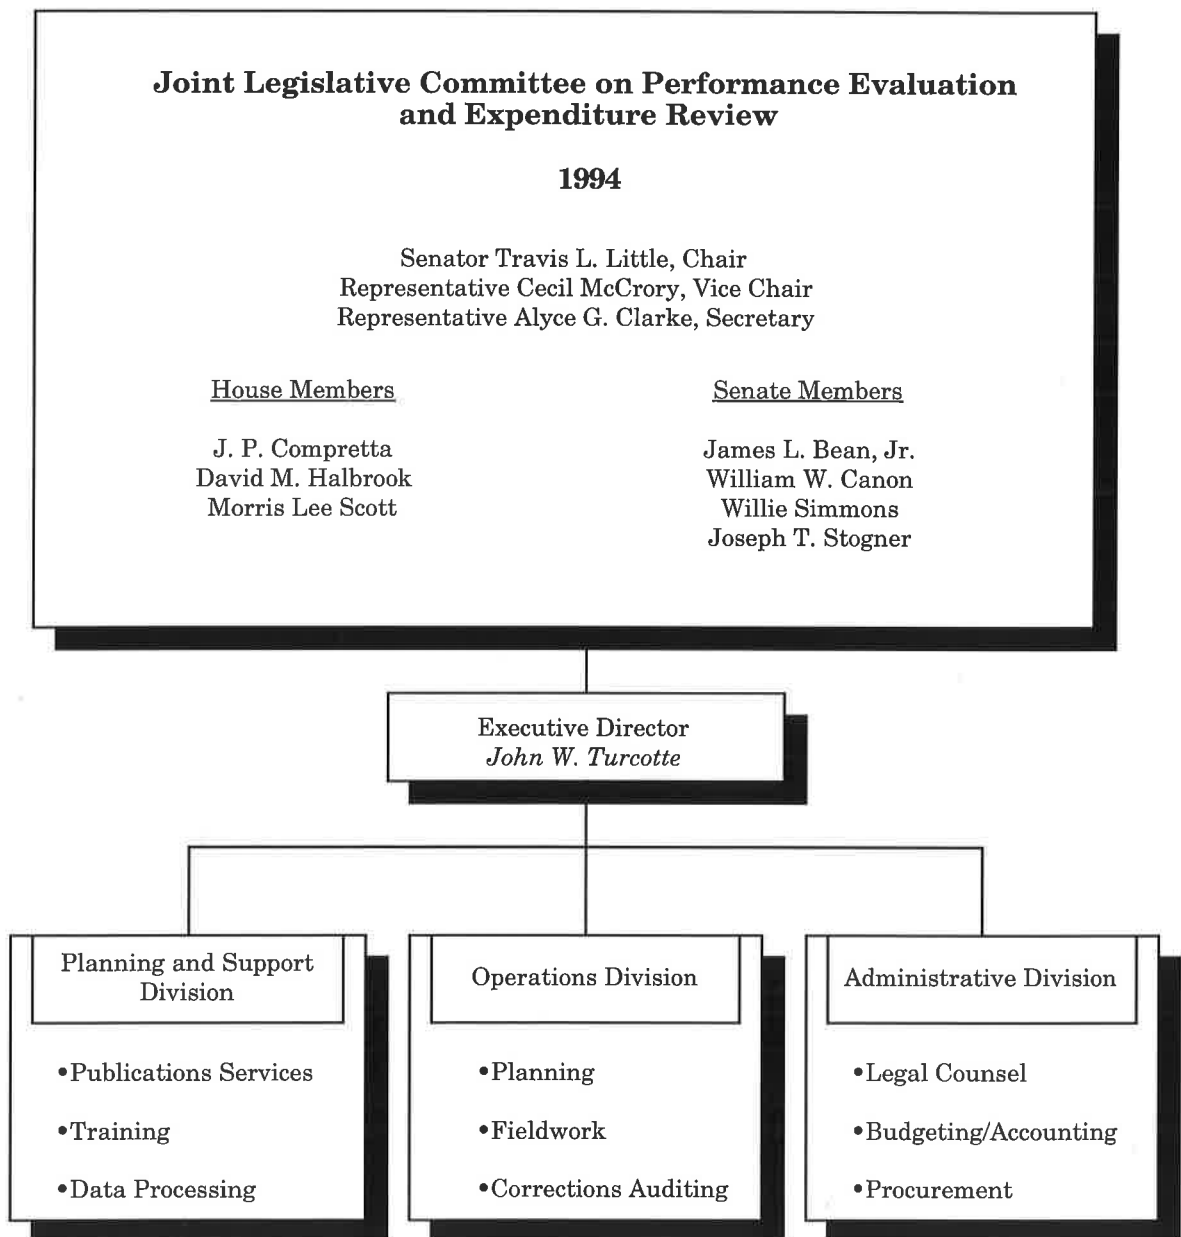 Joint Legislative Committee on Performance Evaluation
and Expenditure Review
1994
Senator Travis L. Little, Chair
Representative Cecil McCrory, Vice Chair
Representative Alyce G. Clarke, Secretary
House Members
J. P. Compretta
David M. Halbrook
Morris Lee Scott
Senate Members
James L. Bean, Jr.
William W. Canon
Willie Simmons
Joseph T. Stogner
Executive Director
John W. Turcotte
Planning and Support
Division
•Publications Services
•Training
•Data Processing
Operations Division
•Planning
•Fieldwork
•Corrections Auditing
Administrative Division
•Legal Counsel
•Budgeting/Accounting
•Procurement